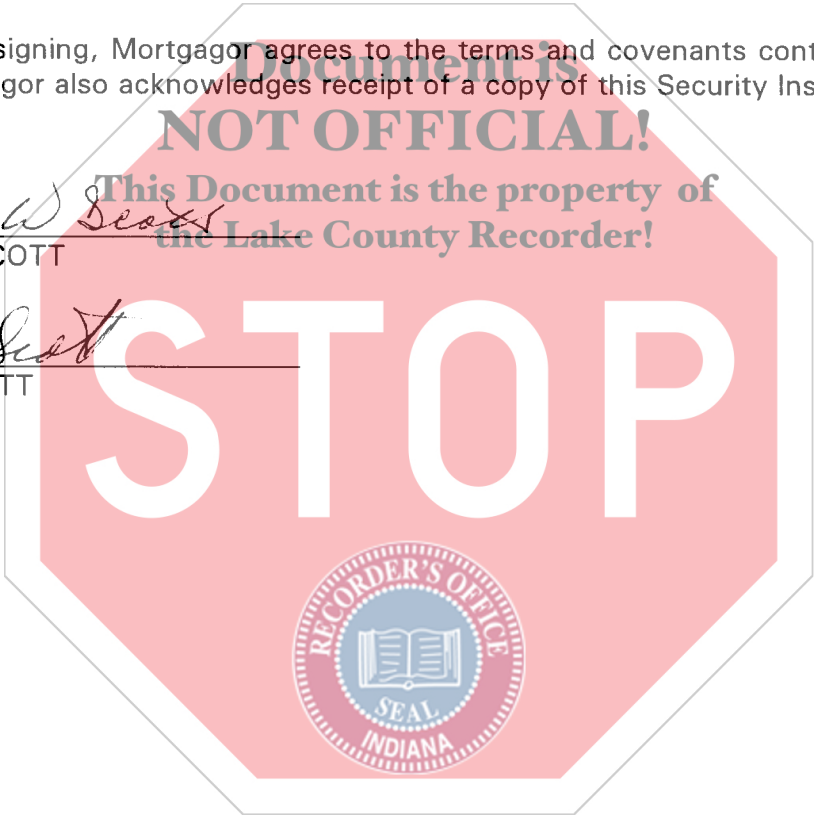 signing, Mortgagor agrees to the terms and covenants cont
Document is
gor also acknowledges receipt of a copy of this Security Ins
NOT OFFICIAL!
This Document is the property of
W Scott
the Lake County Recorder!
COTT
STOP
Scott
TT
RECORDER'S OFFICE
SEAL
INDIANA